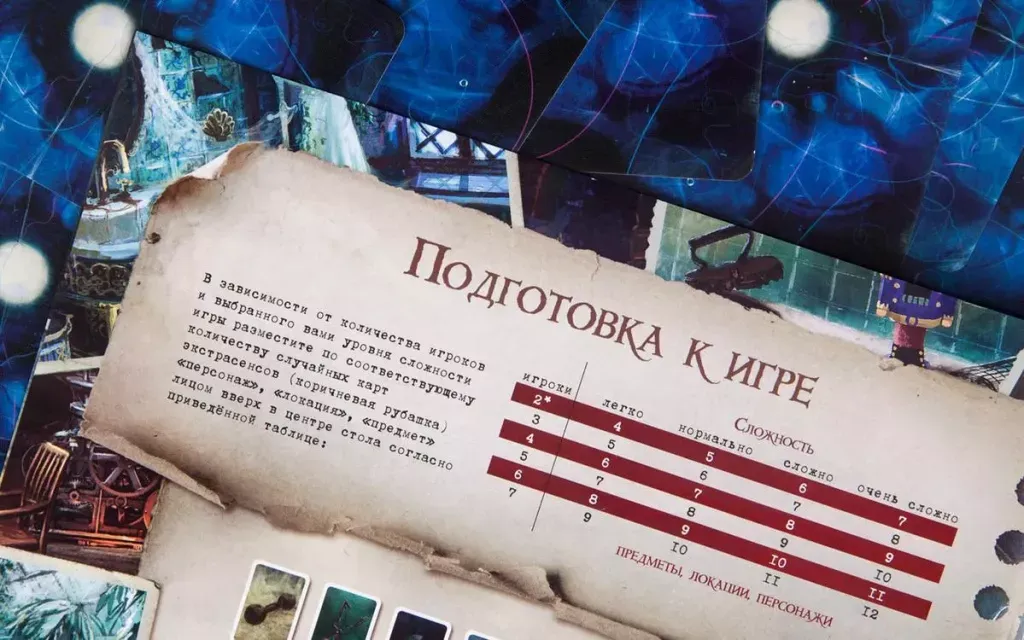 Подготовка к игре
В зависимости от количества игроков
и выбранного вами уровня сложности
игры разместите по соответствующему
количеству случайных карт
экстрасенсов (коричневая рубашка)
«персонаж», «локация», «предмет»
лицом вверх в центре стола согласно
приведённой таблице:
Сложность
игроки легко нормально сложно очень сложно
2* 4 5 6 7
3 5 6 7 8
4 6 7 8 9
5 7 8 9 10
6 8 9 10 11
7 9 10 11 12
предметы, локации, персонажи